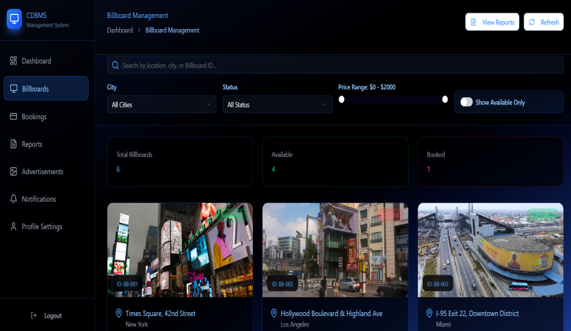 CDBMS
Management System
Dashboard
Billboards
Bookings
Reports
Advertisements
Notifications
Profile Settings
Logout
Billboard Management
Dashboard > Billboard Management
View Reports
Refresh
Search by location, city, or Billboard ID...
City
All Cities
Status
All Status
Price Range: $0 - $2000
Show Available Only
Total Billboards
6
Available
4
Booked
1
ID: BB-001
Times Square, 42nd Street
New York
ID: BB-002
Hollywood Boulevard & Highland Ave
Los Angeles
ID: BB-003
I-95 Exit 22, Downtown District
Miami